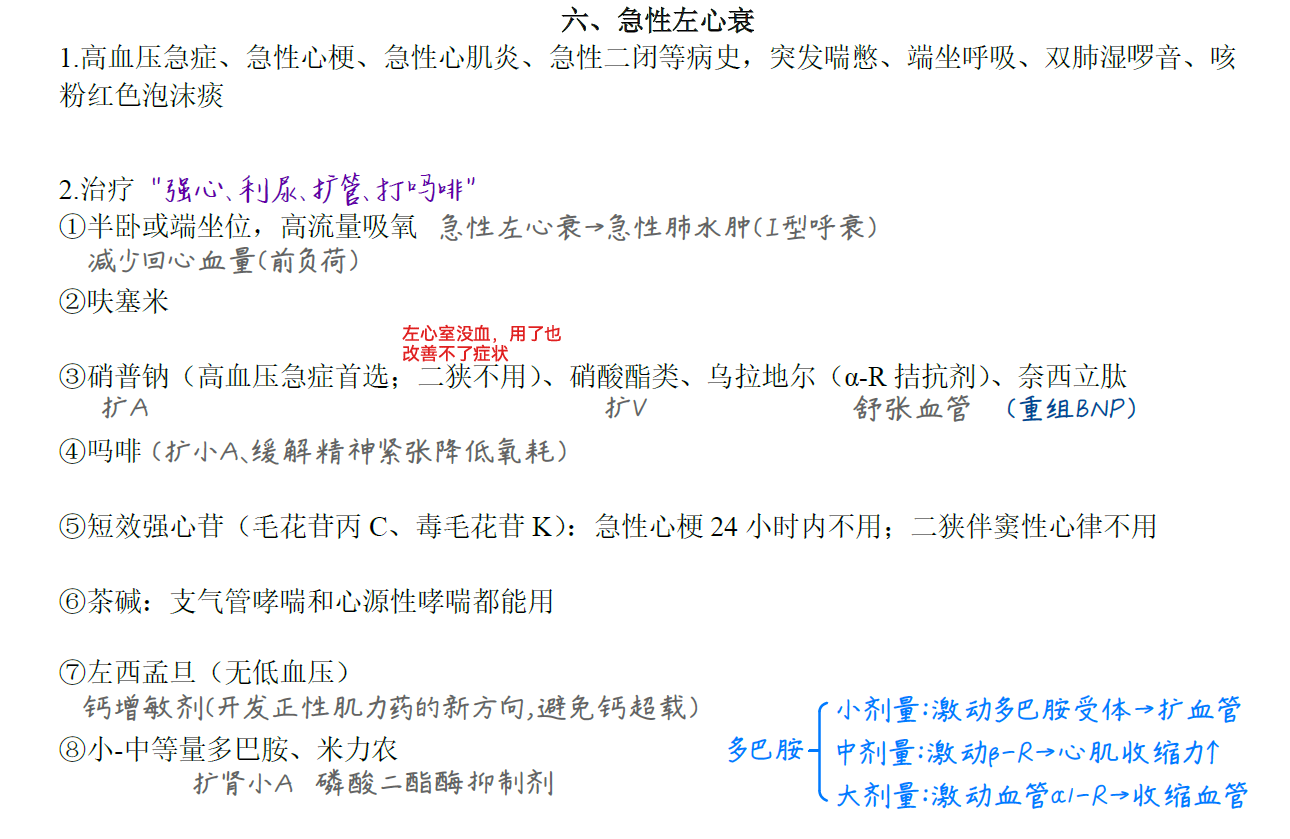 六、急性左心衰
1.高血压急症、急性心梗、急性心肌炎、急性二闭等病史，突发喘憋、端坐呼吸、双肺湿啰音、咳
粉红色泡沫痰
2.治疗 "强心、利尿、扩管、打吗啡"
①半卧或端坐位，高流量吸氧 急性左心衰→急性肺水肿(I型呼衰)
减少回心血量(前负荷)
②呋塞米
左心室没血，用了也
改善不了症状
③硝普钠（高血压急症首选；二狭不用）、硝酸酯类、乌拉地尔（α-R 拮抗剂）、奈西立肽
扩A 扩V 舒张血管 (重组BNP)
④吗啡 (扩小A、缓解精神紧张降低氧耗)
⑤短效强心苷（毛花苷丙 C、毒毛花苷 K）：急性心梗 24 小时内不用；二狭伴窦性心律不用
⑥茶碱：支气管哮喘和心源性哮喘都能用
⑦左西孟旦（无低血压）
钙增敏剂(开发正性肌力药的新方向,避免钙超载)
⑧小-中等量多巴胺、米力农
扩肾小A 磷酸二酯酶抑制剂
多巴胺
小剂量:激动多巴胺受体→扩血管
中剂量:激动β-R→心肌收缩力↑
大剂量:激动血管α1-R→收缩血管